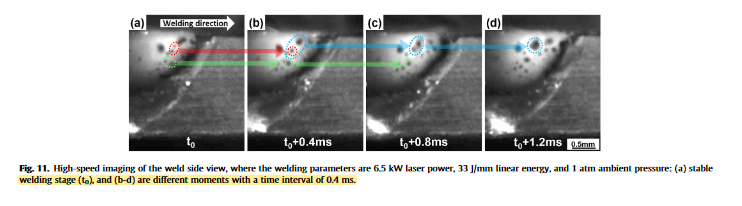 (a) Welding direction (b) (c) (d)
t0 t0+0.4ms t0+0.8ms t0+1.2ms 0.5mm
Fig. 11. High-speed imaging of the weld side view, where the welding parameters are 6.5 kW laser power, 33 J/mm linear energy, and 1 atm ambient pressure: (a) stable
welding stage (t0), and (b-d) are different moments with a time interval of 0.4 ms.